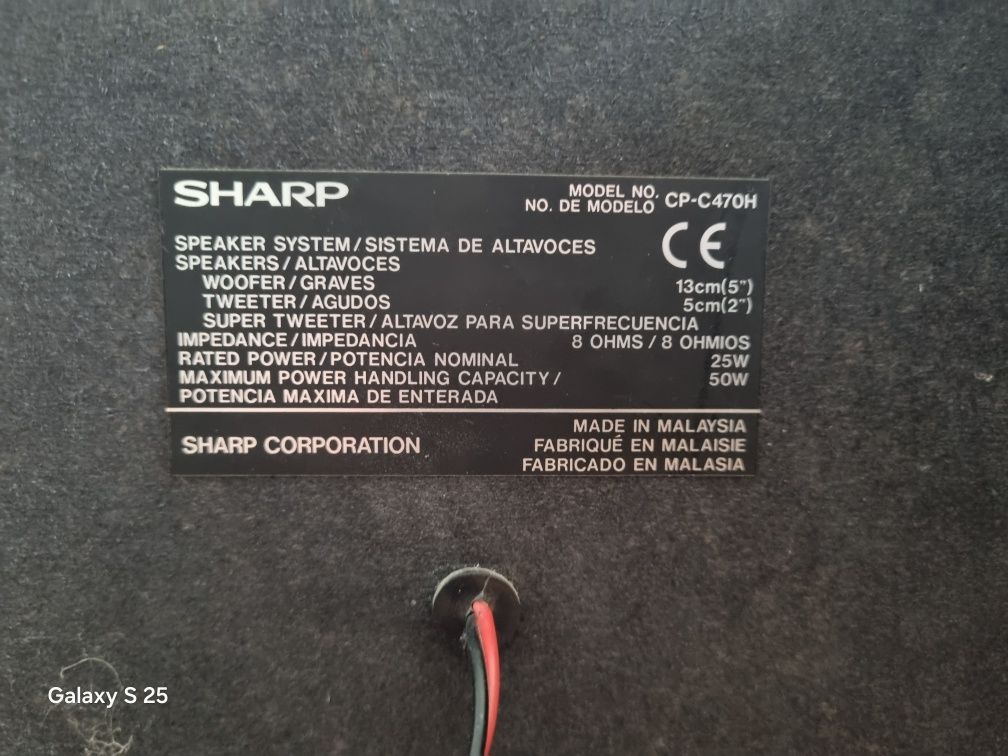 SHARP
MODEL NO.
NO. DE MODELO CP-C470H
CE
SPEAKER SYSTEM/SISTEMA DE ALTAVOCES
SPEAKERS/ALTAVOCES
WOOFER/GRAVES 13cm(5")
TWEETER/AGUDOS 5cm(2")
SUPER TWEETER/ALTAVOZ PARA SUPERFRECUENCIA
IMPEDANCE/IMPEDANCIA 8 OHMS/8 OHMIOS
RATED POWER/POTENCIA NOMINAL 25W
MAXIMUM POWER HANDLING CAPACITY/ 50W
POTENCIA MAXIMA DE ENTERADA
SHARP CORPORATION
MADE IN MALAYSIA
FABRIQUÉ EN MALAISIE
FABRICADO EN MALASIA
Galaxy S 25